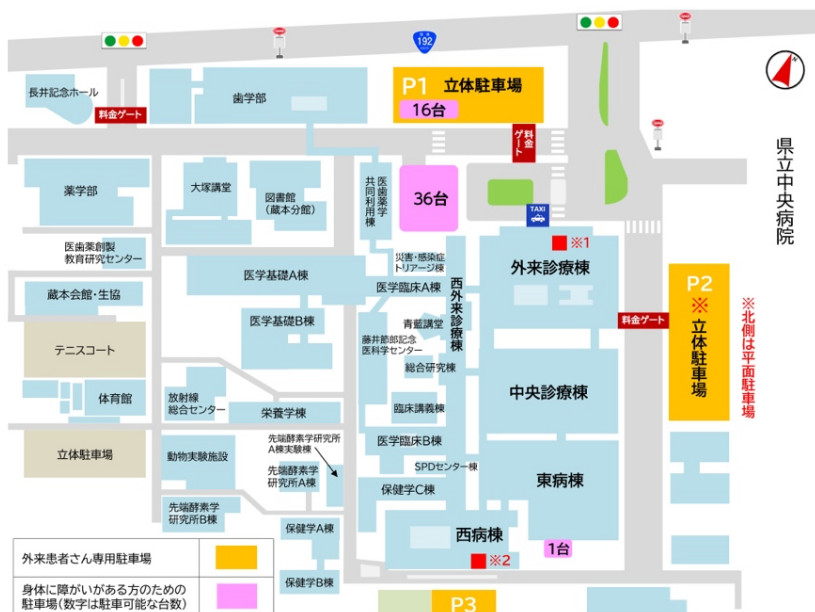 国道
192
長井記念ホール
料金ゲート
歯学部
P1 立体駐車場
16台
料金
ゲート
県立中央病院
薬学部
大塚講堂
図書館
(蔵本分館)
医歯薬学
共同利用棟
36台
TAXI
※1
医歯薬創製
教育研究センター
災害・感染症
トリアージ棟
外来診療棟
西外来診療棟
医学基礎A棟
医学臨床A棟
蔵本会館・生協
P2
※
立体駐車場
※北側は平面駐車場
料金ゲート
医学基礎B棟
青藍講堂
藤井節郎記念
医科学センター
テニスコート
総合研究棟
中央診療棟
体育館
放射線
総合センター
栄養学棟
臨床講義棟
立体駐車場
動物実験施設
先端酵素学研究所
A棟実験棟
医学臨床B棟
先端酵素学
研究所A棟
SPDセンター棟
東病棟
先端酵素学
研究所B棟
保健学C棟
保健学A棟
西病棟
1台
※2
保健学B棟
外来患者さん専用駐車場
身体に障がいがある方のための
駐車場(数字は駐車可能な台数)
P3